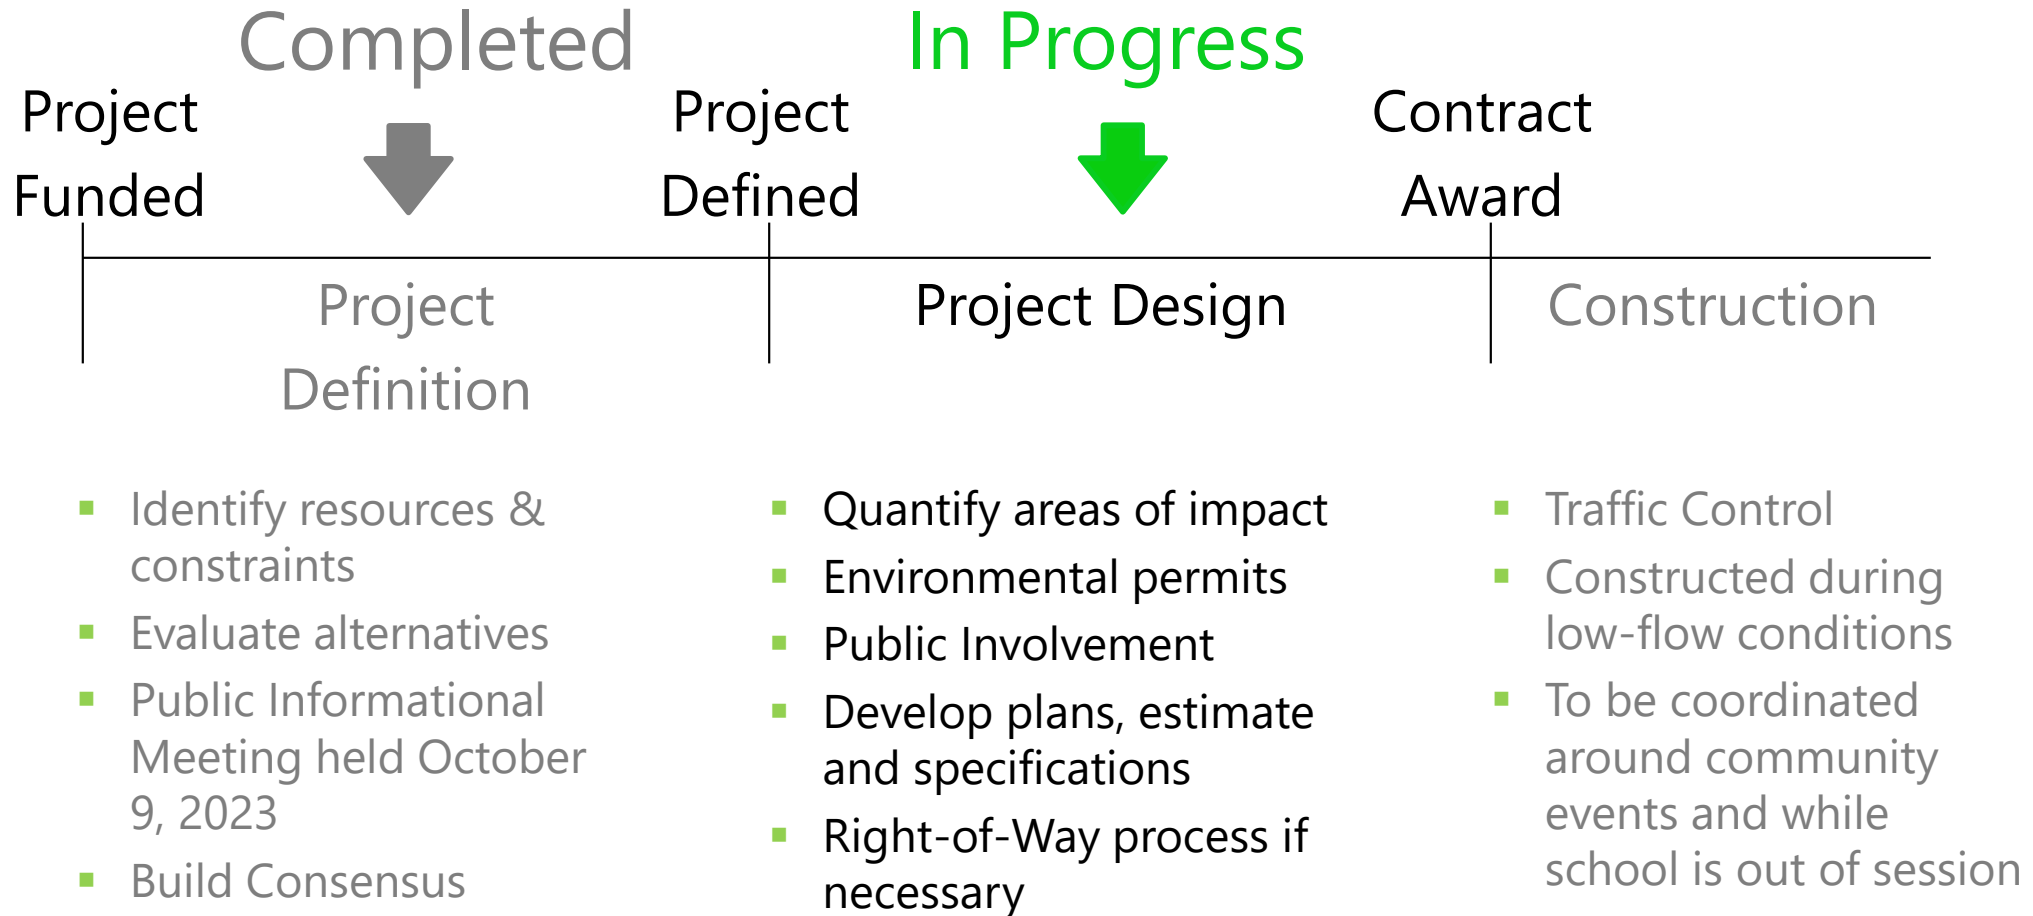 Completed
In Progress
Project
Funded
Project
Defined
Contract
Award
Project
Definition
Project Design
Construction
▪ Identify resources &
constraints
▪ Evaluate alternatives
▪ Public Informational
Meeting held October
9, 2023
▪ Build Consensus
▪ Quantify areas of impact
▪ Environmental permits
▪ Public Involvement
▪ Develop plans, estimate
and specifications
▪ Right-of-Way process if
necessary
▪ Traffic Control
▪ Constructed during
low-flow conditions
▪ To be coordinated
around community
events and while
school is out of session